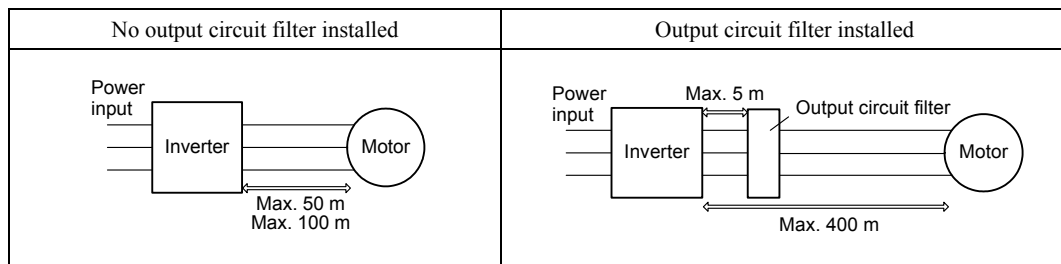 No output circuit filter installed
Output circuit filter installed
Power
input
Inverter
Motor
Max. 50 m
Max. 100 m
Power
input
Max. 5 m
Output circuit filter
Inverter
Motor
Max. 400 m